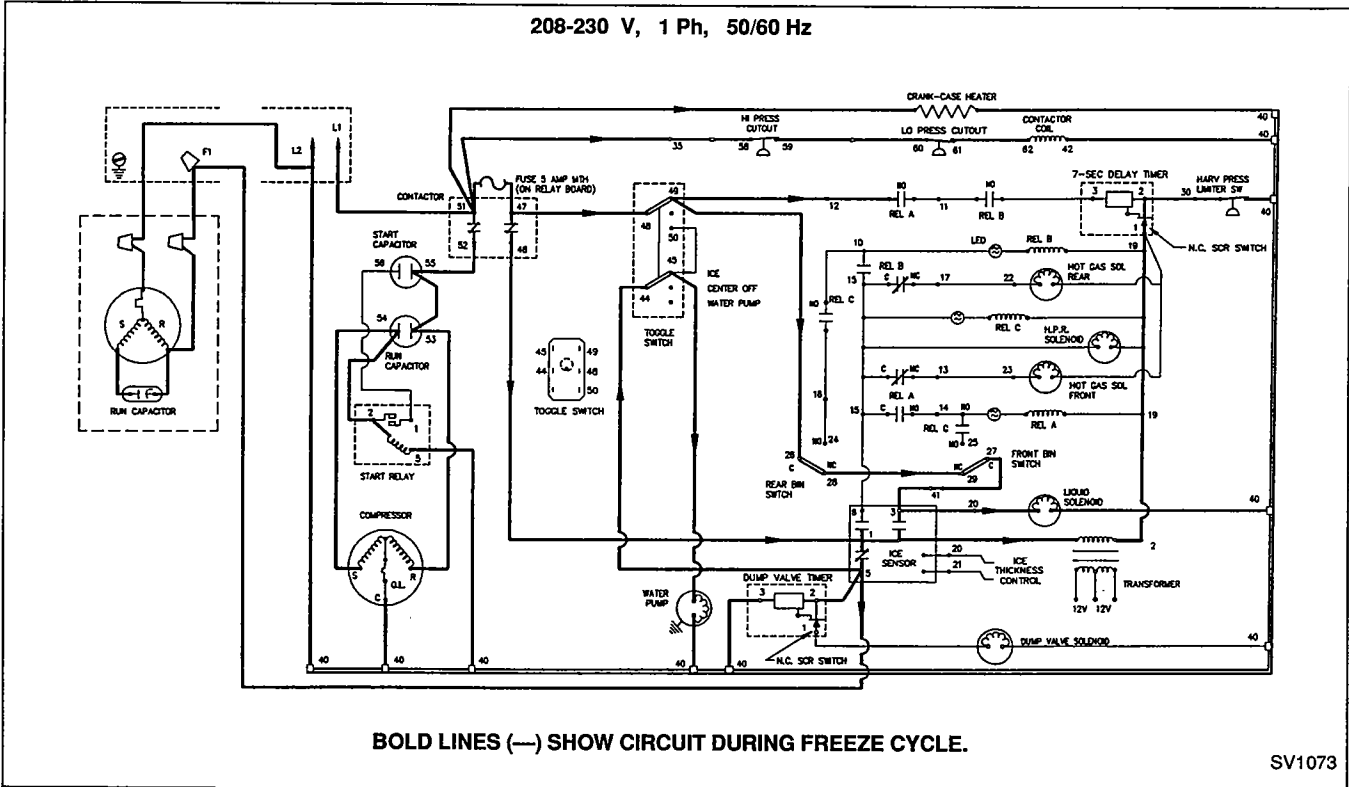 208-230 V, 1 Ph, 50/60 Hz
CRANK-CASE HEATER
40
L1
L2
F1
HI PRESS
CUTOUT
35
58
59
LO PRESS CUTOUT
60
61
CONTACTOR
COIL
62
42
40
FUSE 5 AMP MTH
(ON RELAY BOARD)
CONTACTOR
51
47
52
46
49
48
50
45
44
ICE
CENTER OFF
WATER PUMP
TOGGLE
SWITCH
12
NO
REL A
11
NO
REL B
7-SEC DELAY TIMER
3
2
1
30
HARV PRESS
LIMITER SW
40
N.C. SCR SWITCH
19
START
CAPACITOR
56
55
54
53
RUN
CAPACITOR
10
LED
REL B
15
REL B
C
NC
17
22
HOT GAS SOL
REAR
NO
REL C
REL C
H.P.R.
SOLENOID
C
NC
13
23
HOT GAS SOL
FRONT
REL A
16
15
C
NO
14
NO
REL C
25
REL A
19
NO
24
S
R
RUN CAPACITOR
45
49
44
48
50
TOGGLE SWITCH
2
1
5
START RELAY
26
C
NC
28
REAR BIN
SWTCH
27
NC
C
29
FRONT BIN
SWITCH
41
20
LIQUID
SOLENOID
40
COMPRESSOR
S
R
O.L.
C
8
3
1
5
ICE
SENSOR
20
21
ICE
THICKNESS
CONTROL
2
TRANSFORMER
12V
12V
DUMP VALVE TIMER
3
2
1
WATER
PUMP
DUMP VALVE SOLENOID
40
N.C. SCR SWITCH
40
40
40
40
40
BOLD LINES (—) SHOW CIRCUIT DURING FREEZE CYCLE.
SV1073